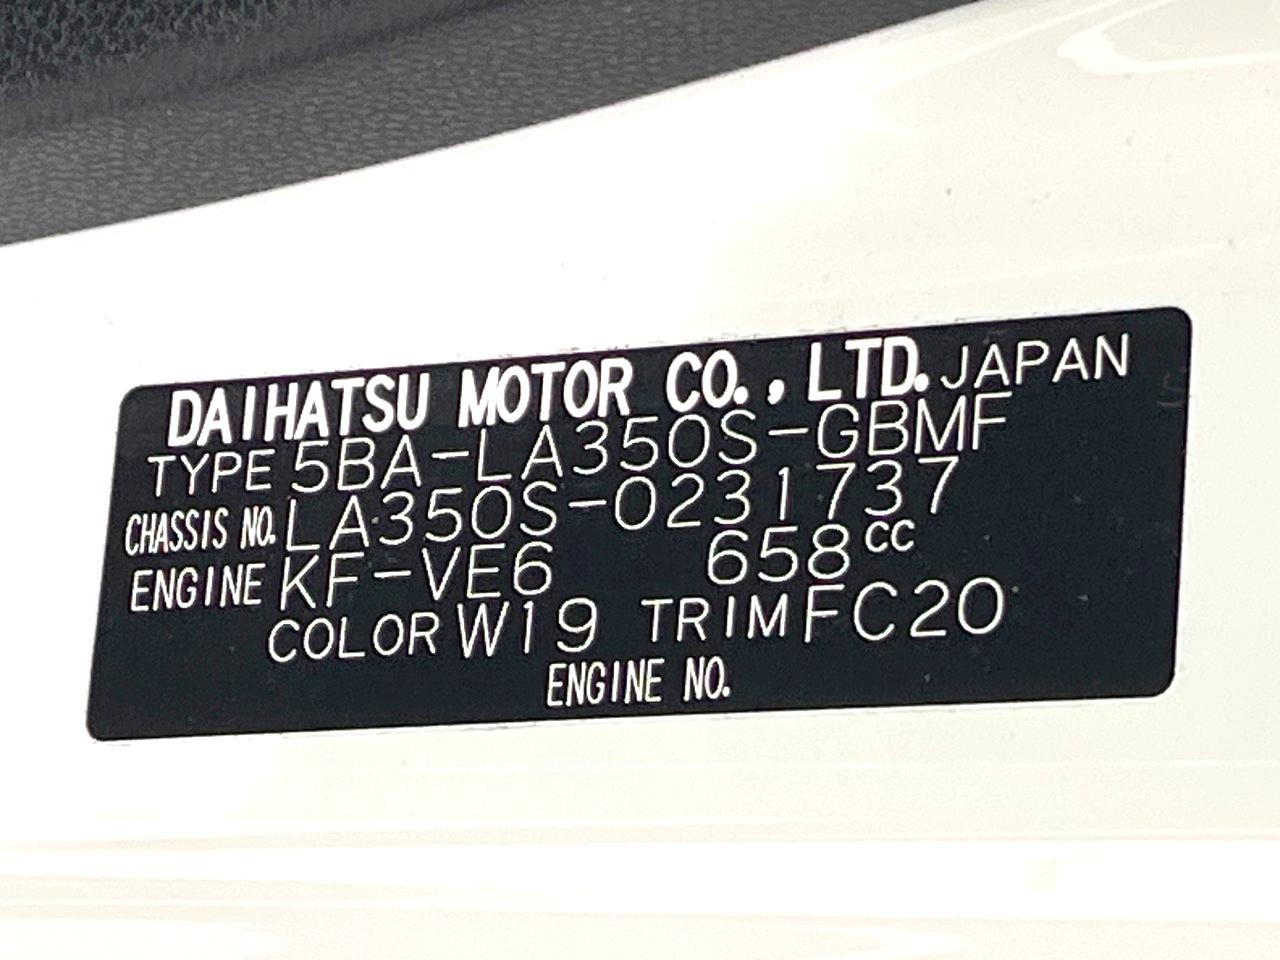 DAIHATSU MOTOR CO., LTD. JAPAN
TYPE 5BA-LA350S-GBMF
CHASSIS NO. LA350S-0231737
ENGINE KF-VE6 658cc
COLOR W19 TRIM FC20
ENGINE NO.